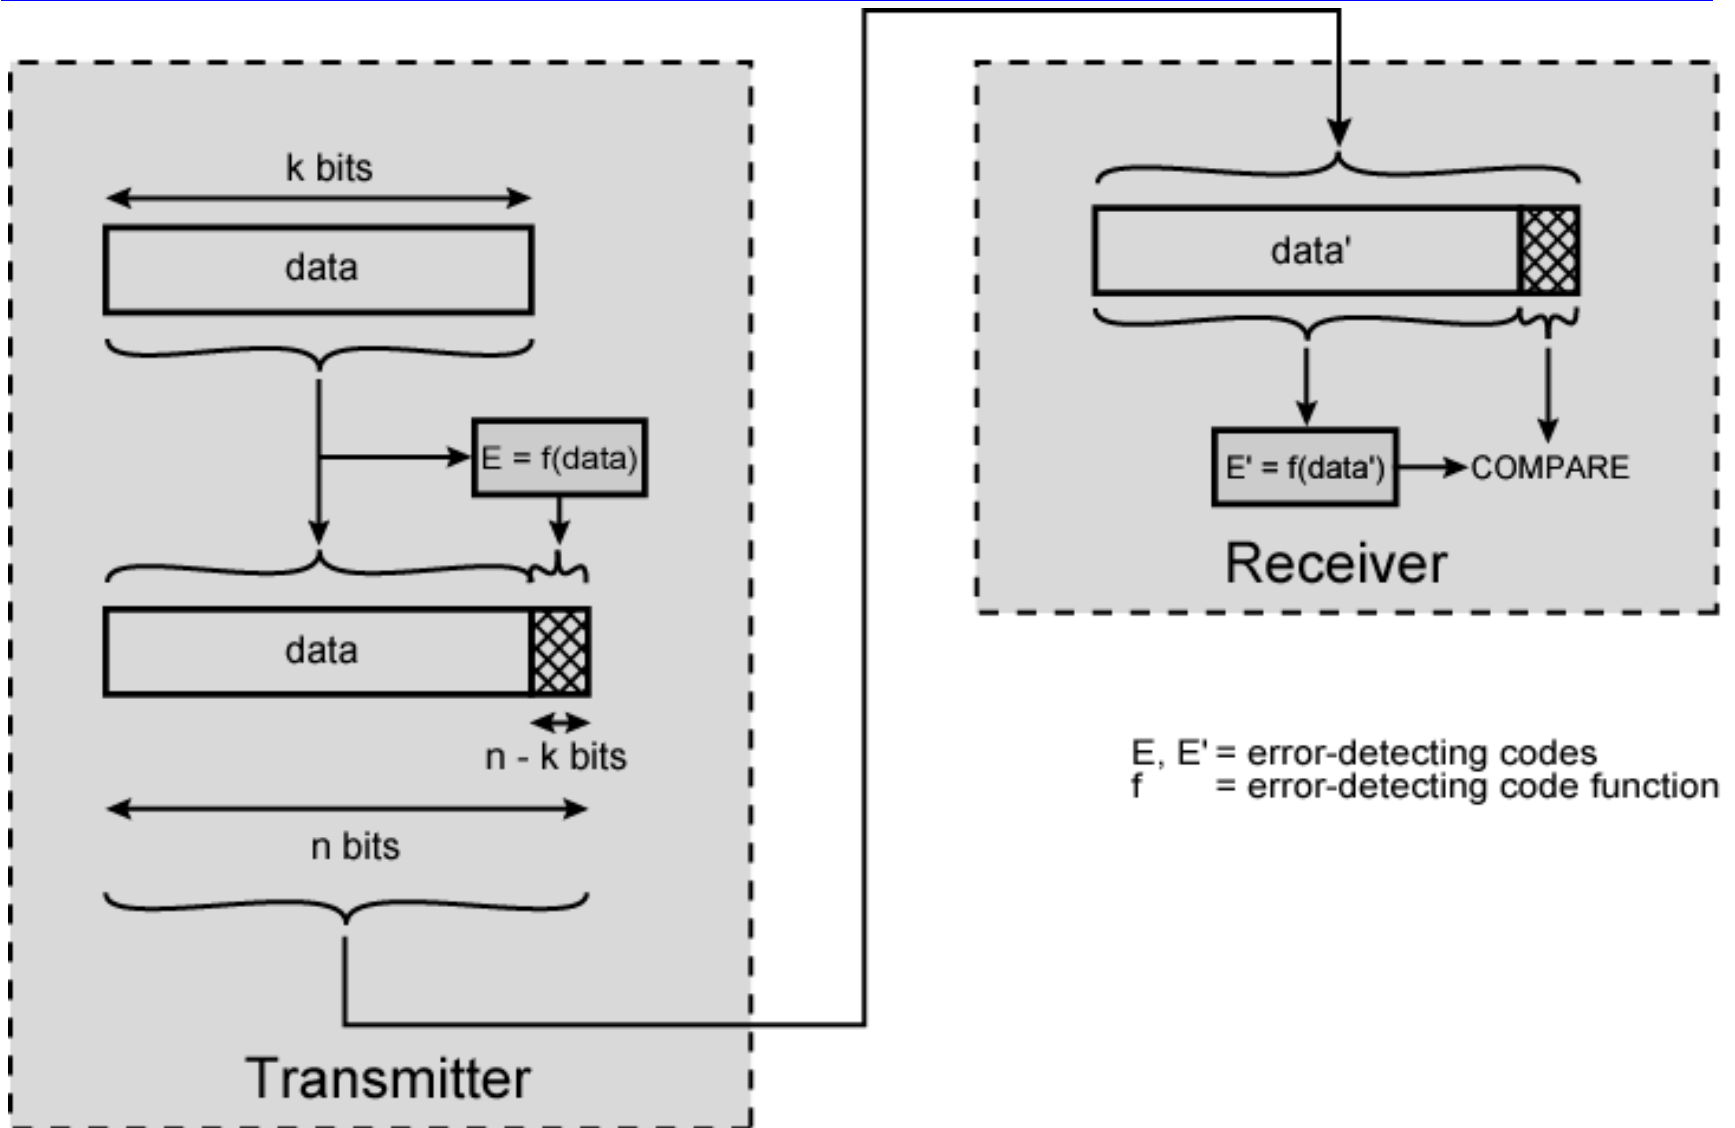 k bits
data
E = f(data)
data
n - k bits
n bits
Transmitter
data'
E' = f(data')
COMPARE
Receiver
E, E' = error-detecting codes
f = error-detecting code function